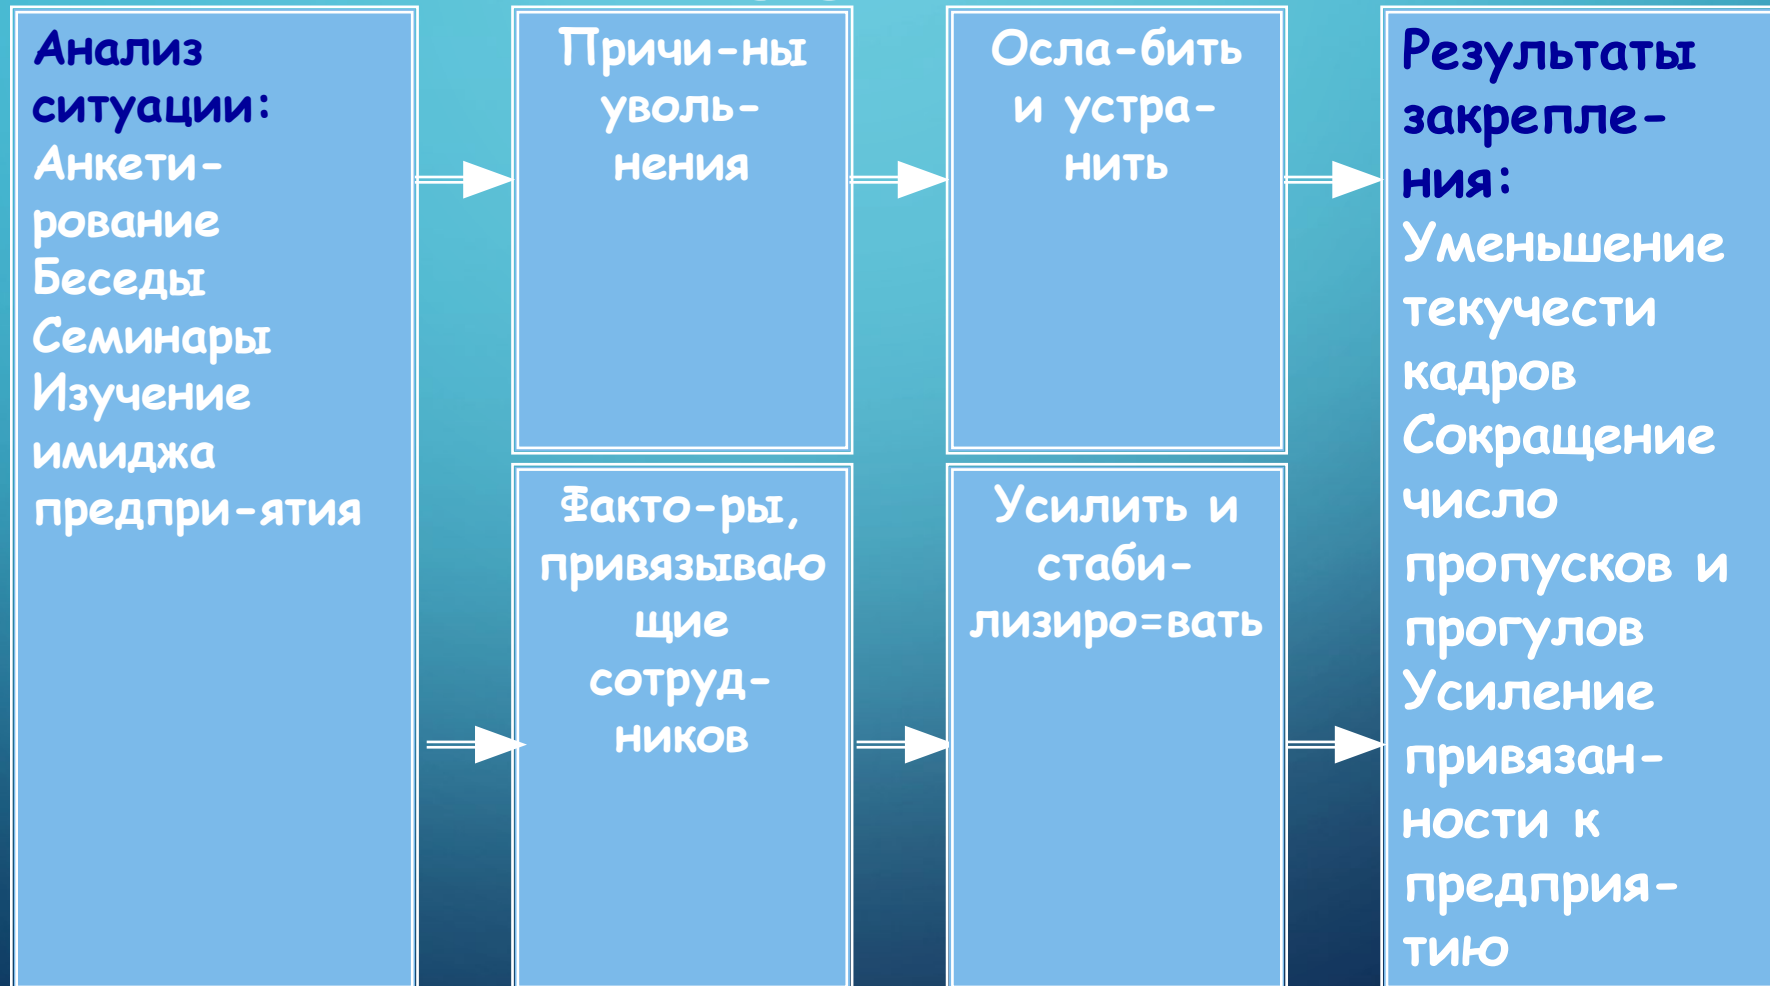 Анализ
ситуации:
Анкети-
рование
Беседы
Семинары
Изучение
имиджа
предпри-ятия
Причи-ны
уволь-
нения
Осла-бить
и устра-
нить
Факто-ры,
привязываю
щие
сотруд-
ников
Усилить и
стаби-
лизиро=вать
Результаты
закрепле-
ния:
Уменьшение
текучести
кадров
Сокращение
число
пропусков и
прогулов
Усиление
привязан-
ности к
предприя-
тию